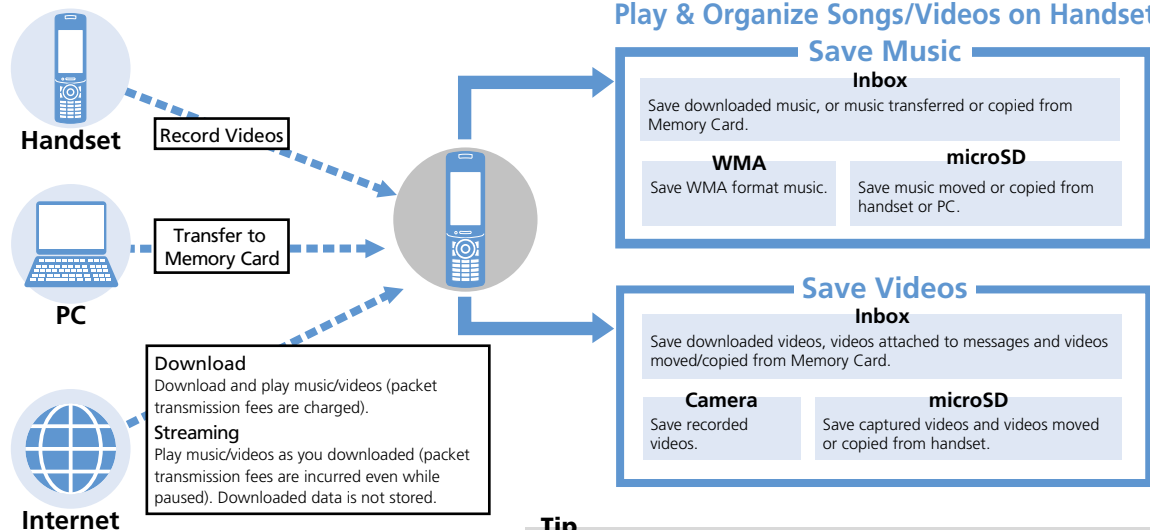 Handset
Record Videos
PC
Transfer to
Memory Card
Internet
Download
Download and play music/videos (packet
transmission fees are charged).
Streaming
Play music/videos as you downloaded (packet
transmission fees are incurred even while
paused). Downloaded data is not stored.
Play & Organize Songs/Videos on Handset
Save Music
Inbox
Save downloaded music, or music transferred or copied from
Memory Card.
WMA
Save WMA format music.
microSD
Save music moved or copied from
handset or PC.
Save Videos
Inbox
Save downloaded videos, videos attached to messages and videos
moved/copied from Memory Card.
Camera
Save recorded
videos.
microSD
Save captured videos and videos moved
or copied from handset.
Tip